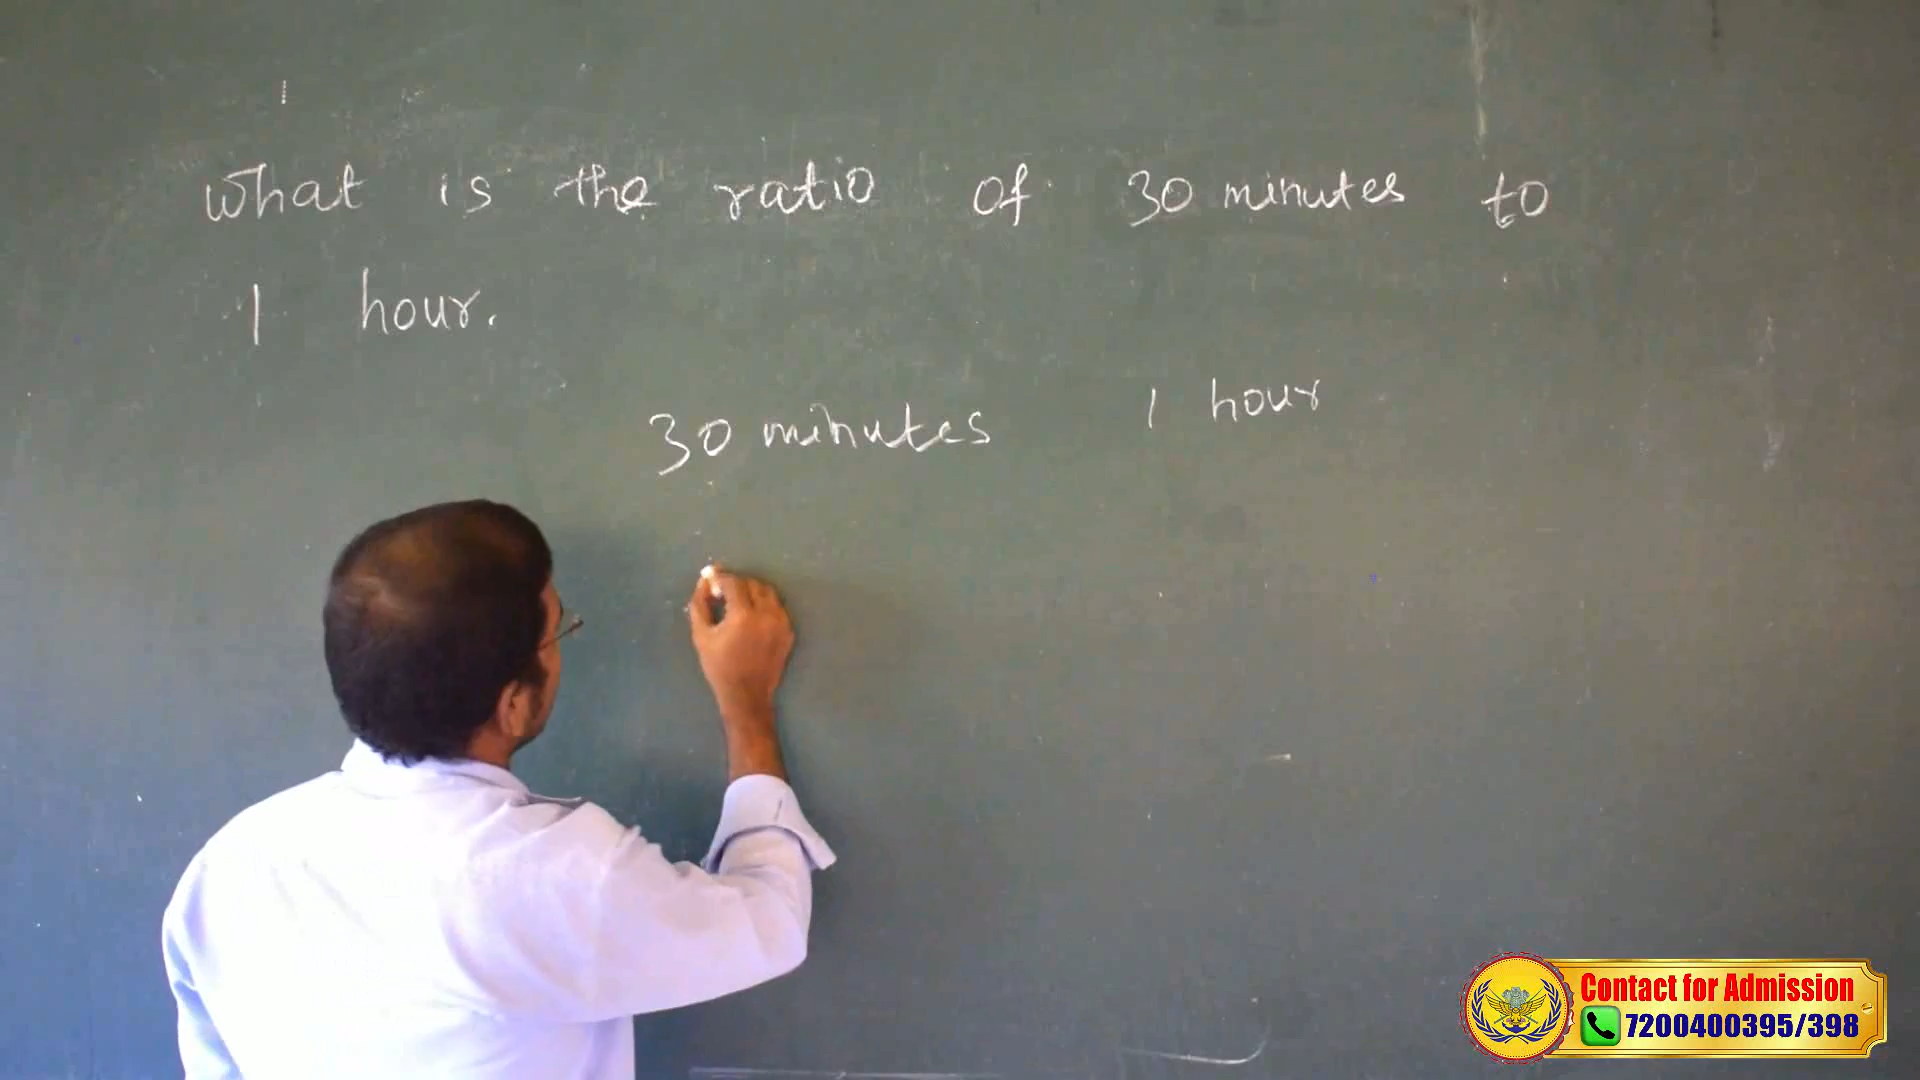 What is the ratio of 30 minutes to
1 hour.
30 minutes 1 hour
Contact for Admission
7200400395/398